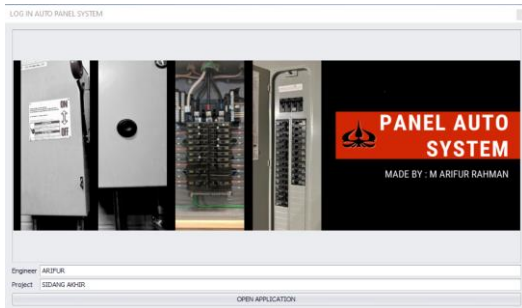 LOG IN AUTO PANEL SYSTEM
PANEL AUTO
SYSTEM
MADE BY : M ARIFUR RAHMAN
Engineer ARIFUR
Project SIDANG AKHIR
OPEN APPLICATION